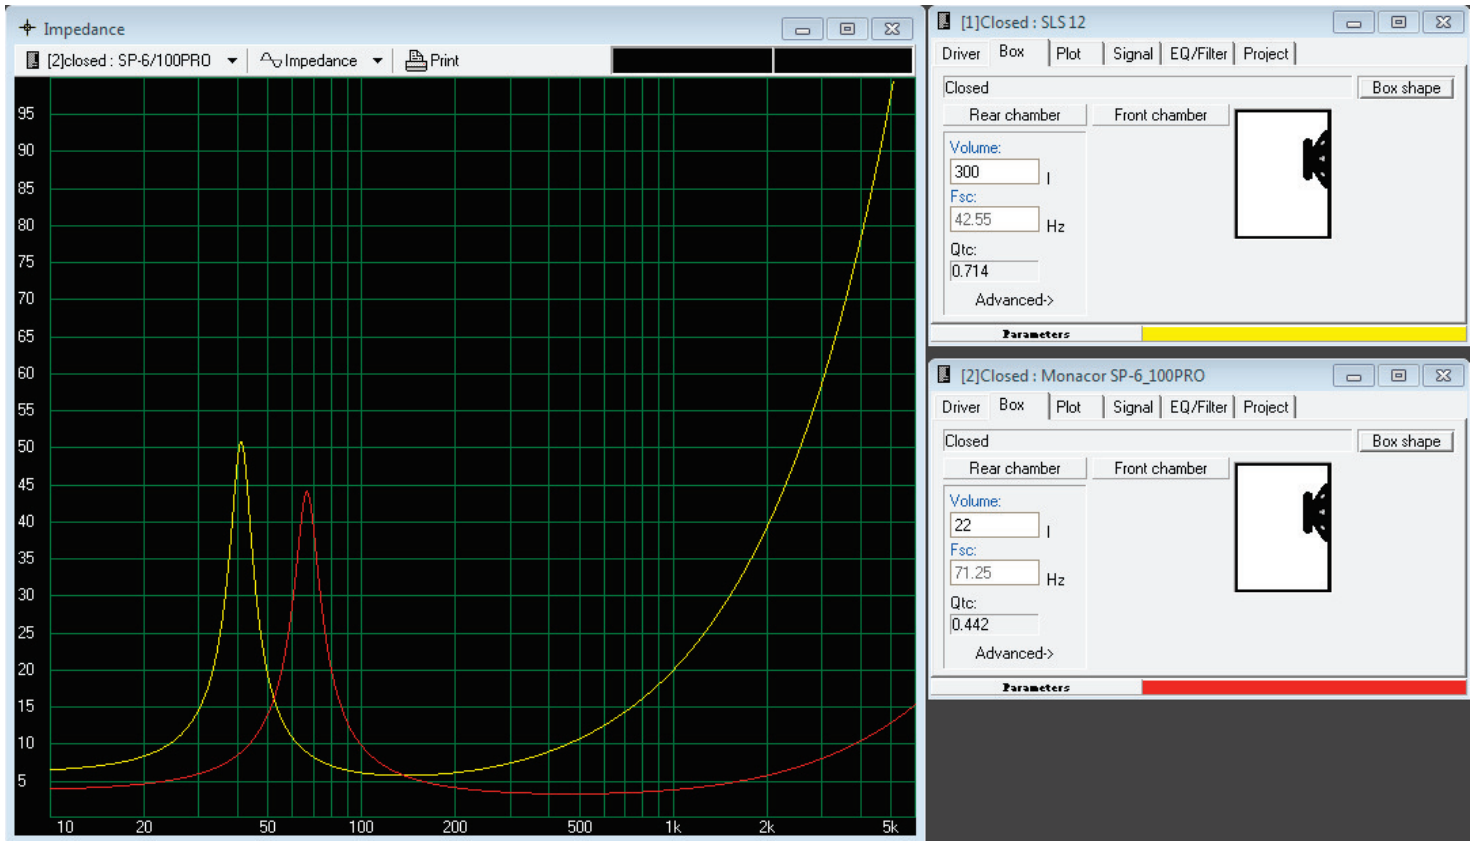 Impedance
[2]closed : SP-6/100PRO Impedance Print
95
90
85
80
75
70
65
60
55
50
45
40
35
30
25
20
15
10
5
10 20 50 100 200 500 1k 2k 5k
[1]Closed : SLS 12
Driver Box Plot Signal EQ/Filter Project
Closed Box shape
Rear chamber Front chamber
Volume:
300 l
Fsc:
42.55 Hz
Qtc:
0.714
Advanced->
Parameters
[2]Closed : Monacor SP-6_100PRO
Driver Box Plot Signal EQ/Filter Project
Closed Box shape
Rear chamber Front chamber
Volume:
22 l
Fsc:
71.25 Hz
Qtc:
0.442
Advanced->
Parameters